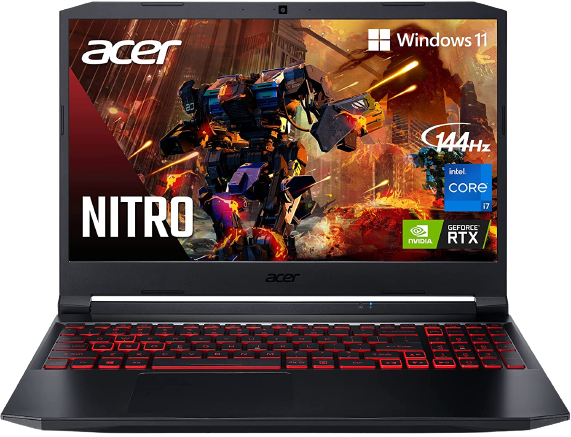 acer
Windows 11
144Hz
intel
CORE
i7
NITRO
NVIDIA
GEFORCE
RTX
acer